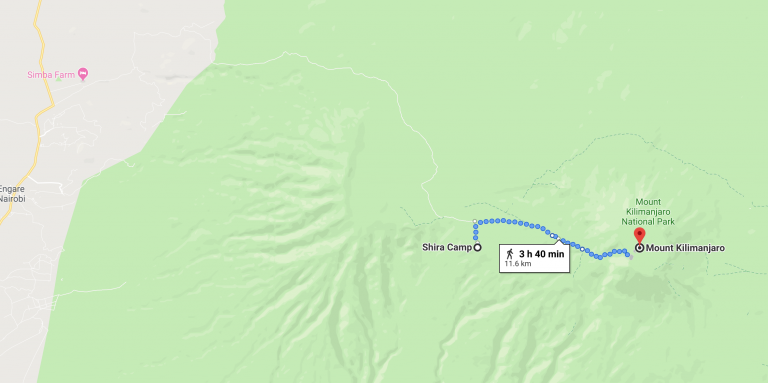 Simba Farm
Engare
Nairobi
Mount
Kilimanjaro
National Park
Shira Camp
Mount Kilimanjaro
3 h 40 min
11.6 km